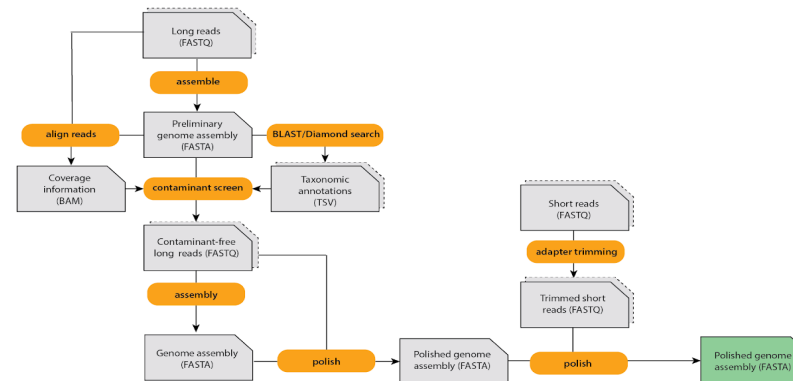 Long reads
(FASTQ)
assemble
Preliminary
genome assembly
(FASTA)
align reads
BLAST/Diamond search
Coverage
information
(BAM)
contaminant screen
Taxonomic
annotations
(TSV)
Short reads
(FASTQ)
Contaminant-free
long reads (FASTQ)
adapter trimming
assembly
Trimmed short
reads (FASTQ)
Genome assembly
(FASTA)
polish
Polished genome
assembly (FASTA)
polish
Polished genome
assembly (FASTA)